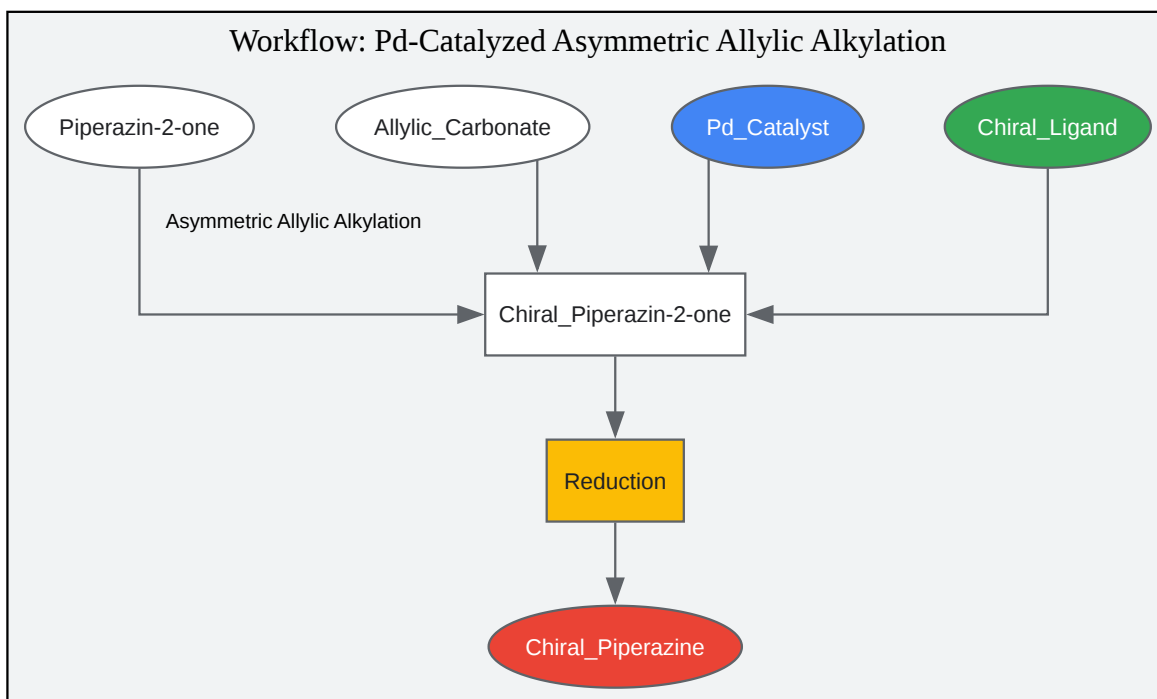 Workflow: Pd-Catalyzed Asymmetric Allylic Alkylation
Piperazin-2-one
Allylic_Carbonate
Pd_Catalyst
Chiral_Ligand
Asymmetric Allylic Alkylation
Chiral_Piperazin-2-one
Reduction
Chiral_Piperazine